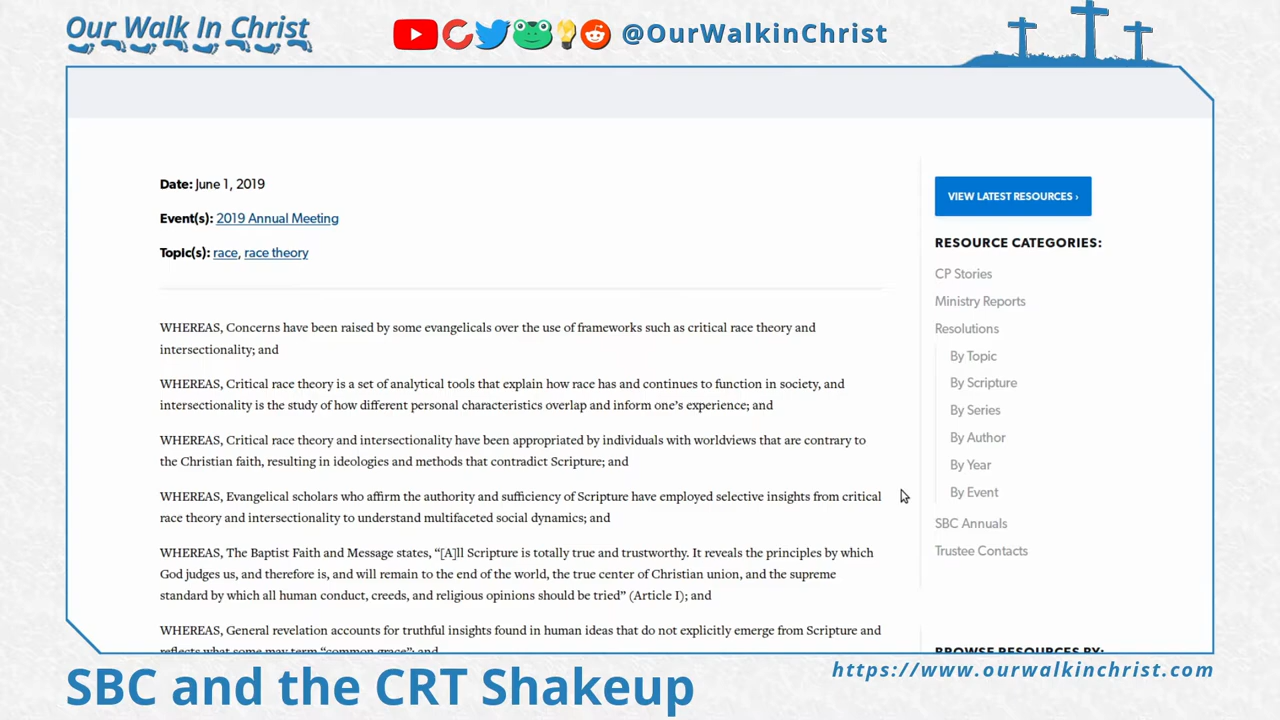 Our Walk In Christ
@OurWalkinChrist
Date: June 1, 2019
Event(s): 2019 Annual Meeting
Topic(s): race, race theory
WHEREAS, Concerns have been raised by some evangelicals over the use of frameworks such as critical race theory and
intersectionality; and
WHEREAS, Critical race theory is a set of analytical tools that explain how race has and continues to function in society, and
intersectionality is the study of how different personal characteristics overlap and inform one’s experience; and
WHEREAS, Critical race theory and intersectionality have been appropriated by individuals with worldviews that are contrary to
the Christian faith, resulting in ideologies and methods that contradict Scripture; and
WHEREAS, Evangelical scholars who affirm the authority and sufficiency of Scripture have employed selective insights from critical
race theory and intersectionality to understand multifaceted social dynamics; and
WHEREAS, The Baptist Faith and Message states, “[A]ll Scripture is totally true and trustworthy. It reveals the principles by which
God judges us, and therefore is, and will remain to the end of the world, the true center of Christian union, and the supreme
standard by which all human conduct, creeds, and religious opinions should be tried” (Article I); and
WHEREAS, General revelation accounts for truthful insights found in human ideas that do not explicitly emerge from Scripture and
reflects what some may term “common grace”; and
VIEW LATEST RESOURCES ›
RESOURCE CATEGORIES:
CP Stories
Ministry Reports
Resolutions
By Topic
By Scripture
By Series
By Author
By Year
By Event
SBC Annuals
Trustee Contacts
BROWSE RESOURCES BY:
SBC and the CRT Shakeup
https://www.ourwalkinchrist.com